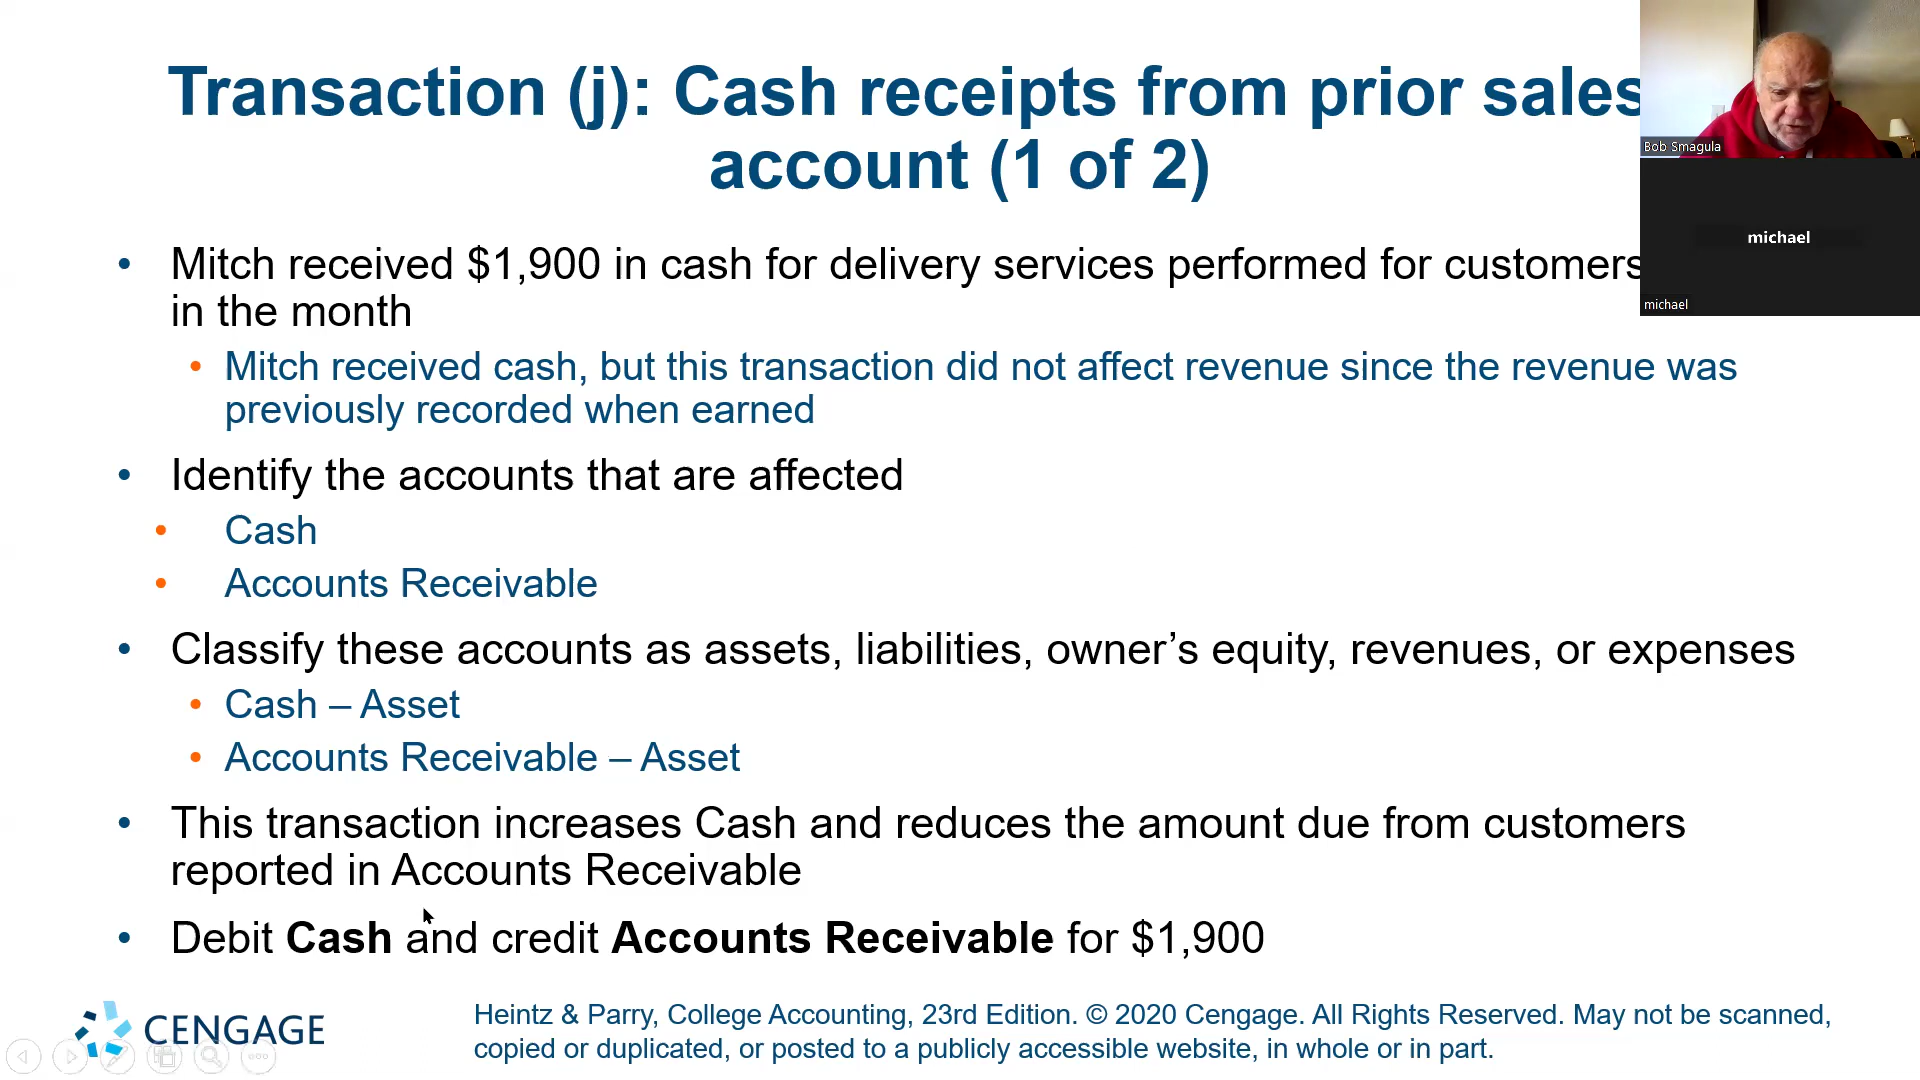 Transaction (j): Cash receipts from prior sales
account (1 of 2)
Bob Smagula
michael
michael
• Mitch received $1,900 in cash for delivery services performed for customers
in the month
• Mitch received cash, but this transaction did not affect revenue since the revenue was
previously recorded when earned
• Identify the accounts that are affected
• Cash
• Accounts Receivable
• Classify these accounts as assets, liabilities, owner’s equity, revenues, or expenses
• Cash – Asset
• Accounts Receivable – Asset
• This transaction increases Cash and reduces the amount due from customers
reported in Accounts Receivable
• Debit Cash and credit Accounts Receivable for $1,900
CENGAGE
Heintz & Parry, College Accounting, 23rd Edition. © 2020 Cengage. All Rights Reserved. May not be scanned,
copied or duplicated, or posted to a publicly accessible website, in whole or in part.